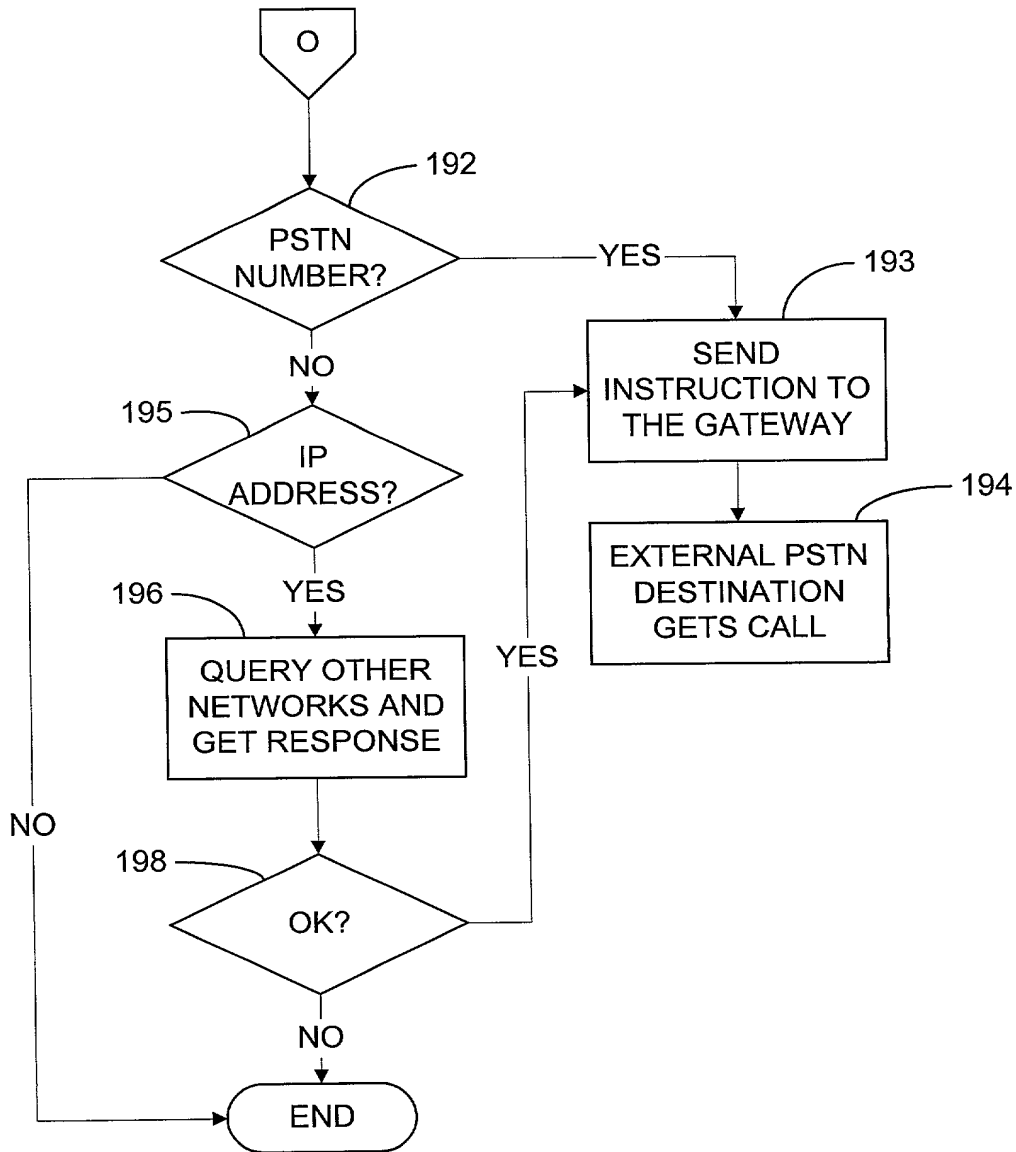 O
192
PSTN
NUMBER?
YES
193
SEND
INSTRUCTION TO
THE GATEWAY
NO
195
IP
ADDRESS?
194
EXTERNAL PSTN
DESTINATION
GETS CALL
YES
196
QUERY OTHER
NETWORKS AND
GET RESPONSE
YES
NO
198
OK?
NO
END